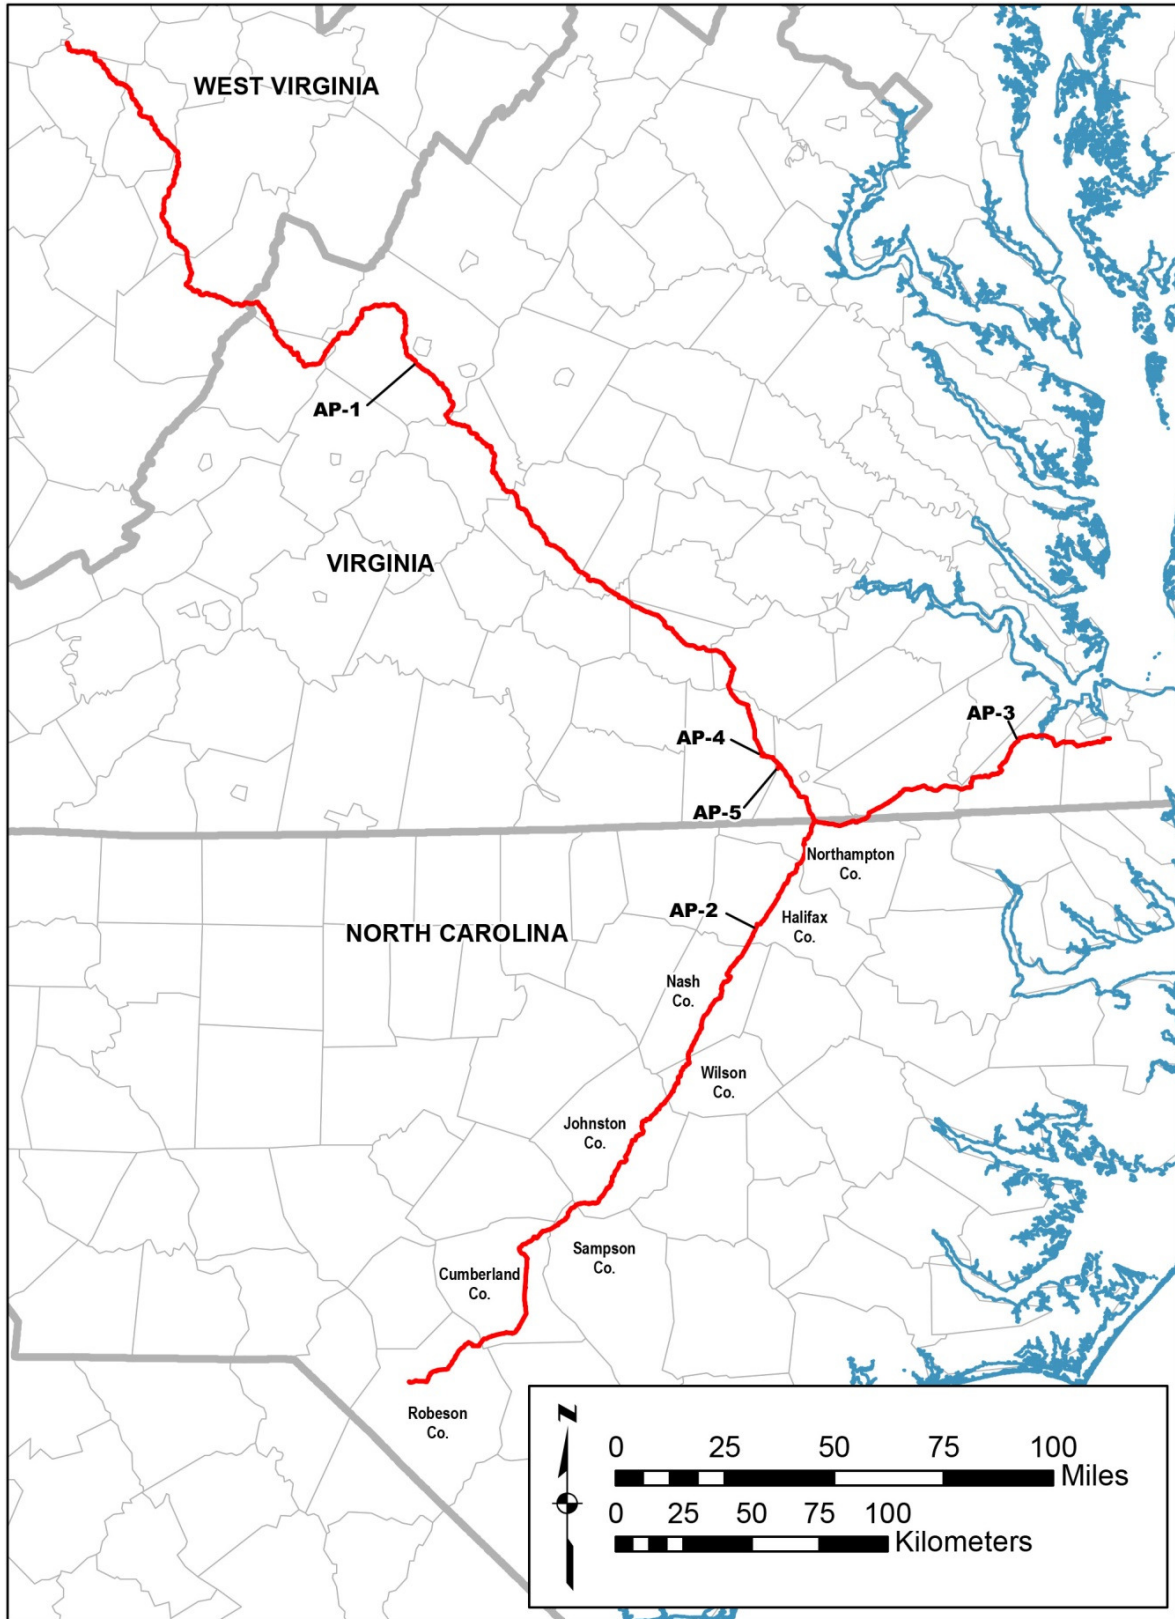 WEST VIRGINIA
AP-1
VIRGINIA
AP-3
AP-4
AP-5
Northampton
Co.
AP-2
Halifax
Co.
NORTH CAROLINA
Nash
Co.
Wilson
Co.
Johnston
Co.
Sampson
Co.
Cumberland
Co.
Robeson
Co.
N
0 25 50 75 100
Miles
0 25 50 75 100
Kilometers